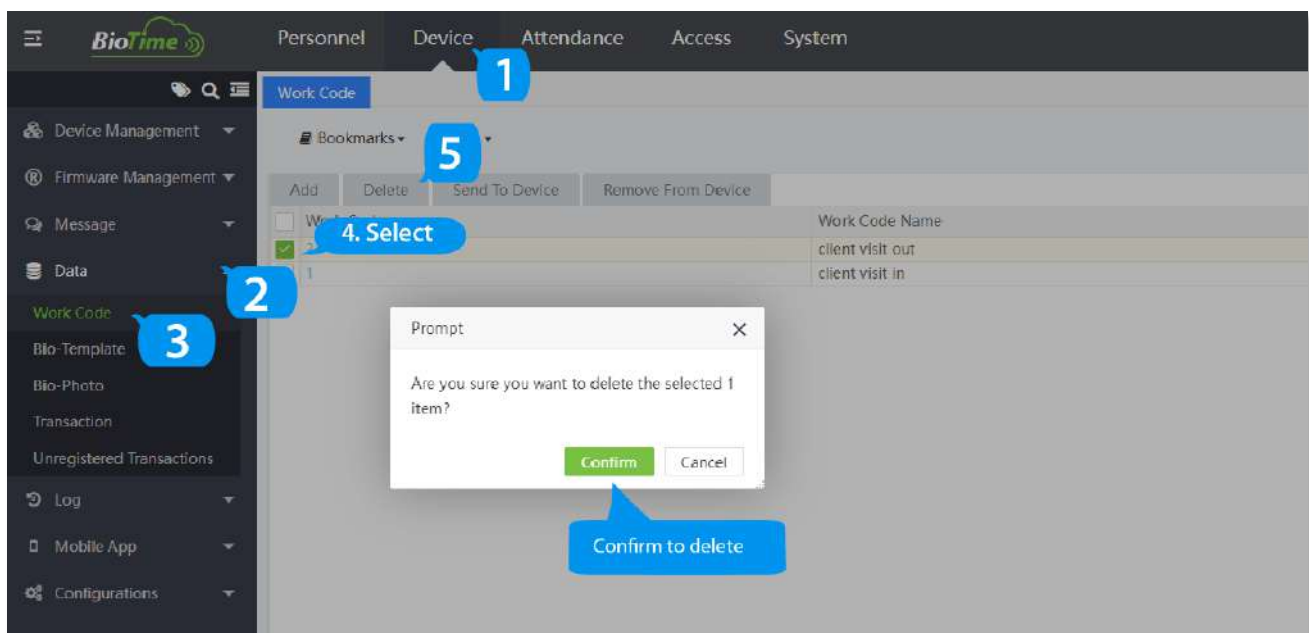 BioTime
Personnel Device Attendance Access System
1
Work Code
Device Management
Bookmarks
5
Firmware Management
Add Delete Send To Device Remove From Device
Message
Work Code Name
4. Select
client visit out
Data
1 client visit in
2
Work Code
3
Prompt
Bio-Template
Are you sure you want to delete the selected 1
item?
Bio-Photo
Transaction
Unregistered Transactions
Confirm Cancel
Log
Mobile App
Confirm to delete
Configurations